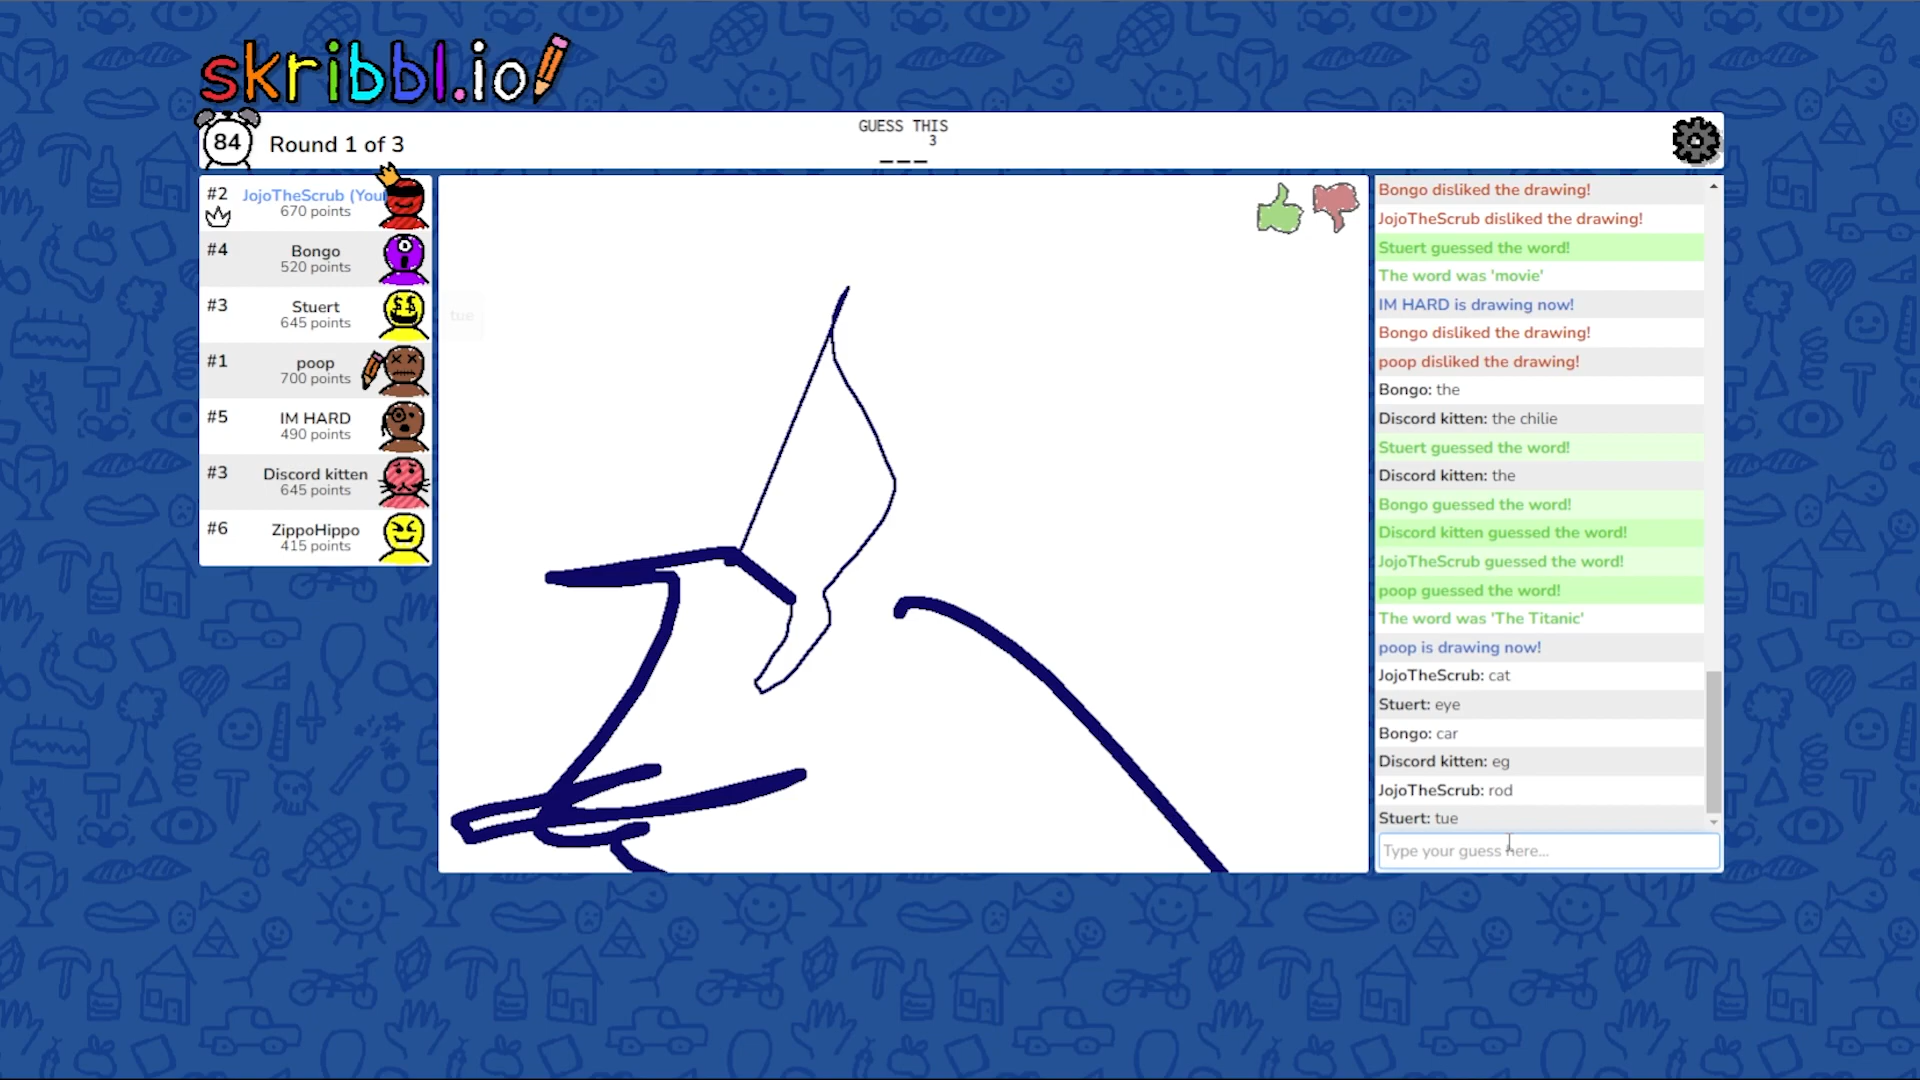 skribbl.io
84
Round 1 of 3
GUESS THIS
3
___
#2 JojoTheScrub (You
670 points
#4 Bongo
520 points
#3 Stuert
645 points
#1 poop
700 points
#5 IM HARD
490 points
#3 Discord kitten
645 points
#6 ZippoHippo
415 points
tue
Bongo disliked the drawing!
JojoTheScrub disliked the drawing!
Stuert guessed the word!
The word was 'movie'
IM HARD is drawing now!
Bongo disliked the drawing!
poop disliked the drawing!
Bongo: the
Discord kitten: the chilie
Stuert guessed the word!
Discord kitten: the
Bongo guessed the word!
Discord kitten guessed the word!
JojoTheScrub guessed the word!
poop guessed the word!
The word was 'The Titanic'
poop is drawing now!
JojoTheScrub: cat
Stuert: eye
Bongo: car
Discord kitten: eg
JojoTheScrub: rod
Stuert: tue
Type your guess here...